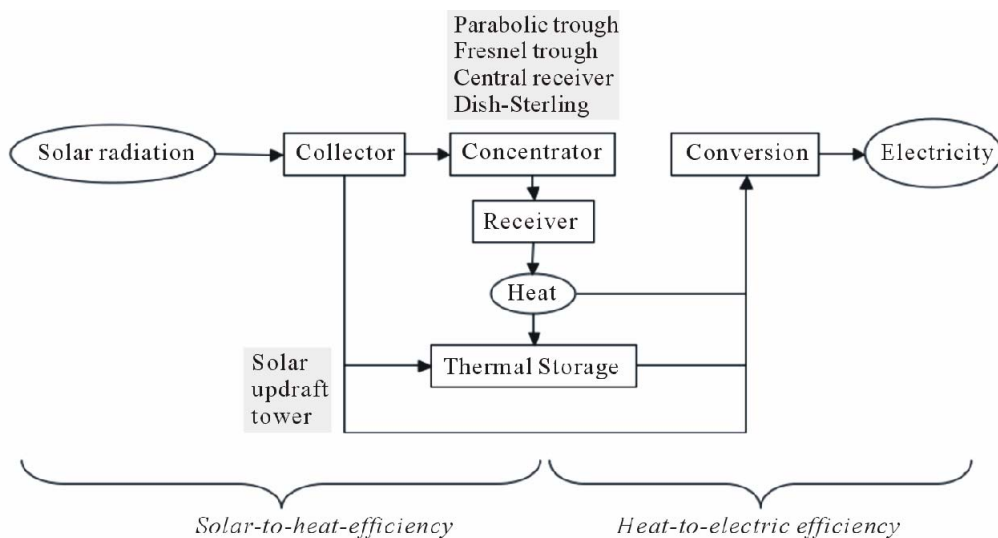 Parabolic trough
Fresnel trough
Central receiver
Dish-Sterling
Solar radiation
Collector
Concentrator
Conversion
Electricity
Receiver
Heat
Thermal Storage
Solar
updraft
tower
Solar-to-heat-efficiency
Heat-to-electric efficiency